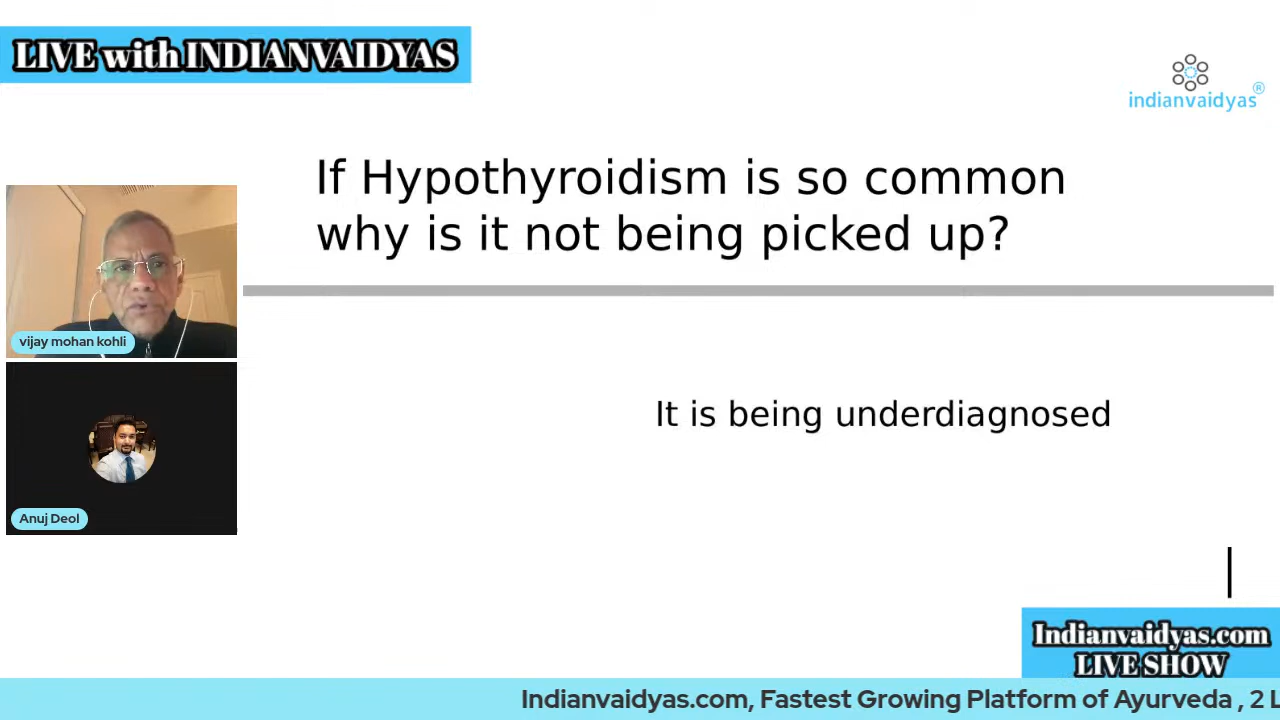 LIVE with INDIANVAIDYAS
indianvaidyas®
If Hypothyroidism is so common
why is it not being picked up?
vijay mohan kohli
It is being underdiagnosed
Anuj Deol
Indianvaidyas.com
LIVE SHOW
Indianvaidyas.com, Fastest Growing Platform of Ayurveda , 2 L